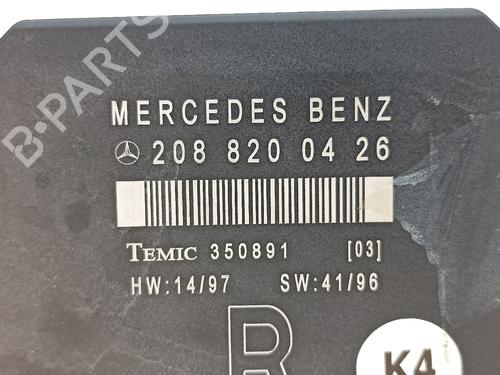 B-PARTS
MERCEDES BENZ
208 820 04 26
TEMIC 350891 [03]
HW:14/97 SW:41/96
R
K4